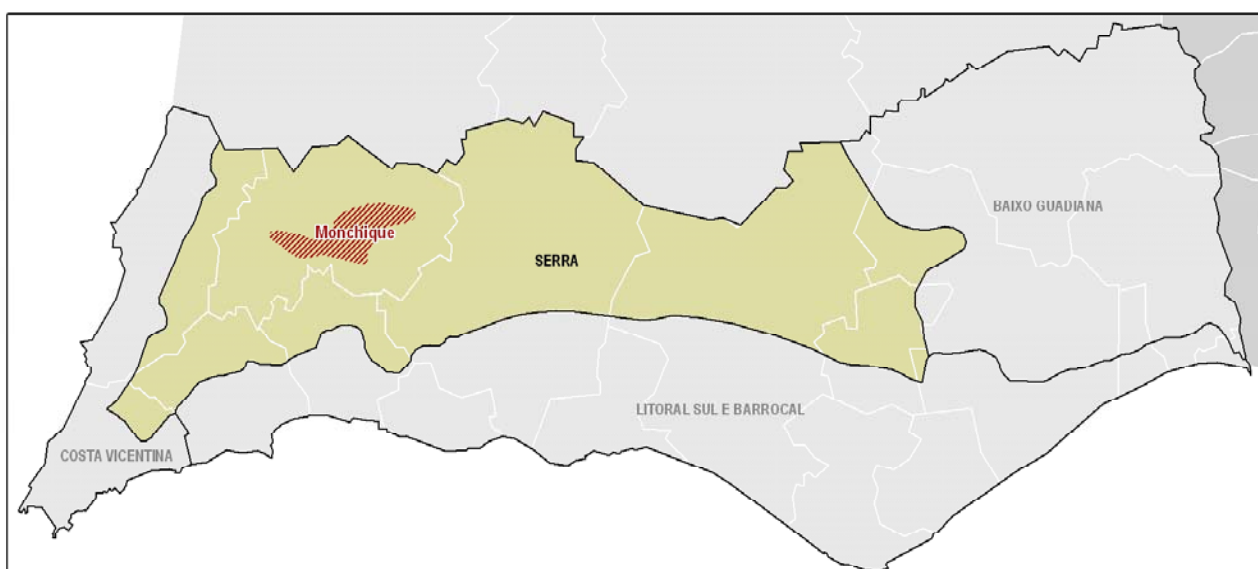 BAIXO GUADIANA
Monchique
SERRA
LITORAL SUL E BARROCAL
COSTA VICENTINA